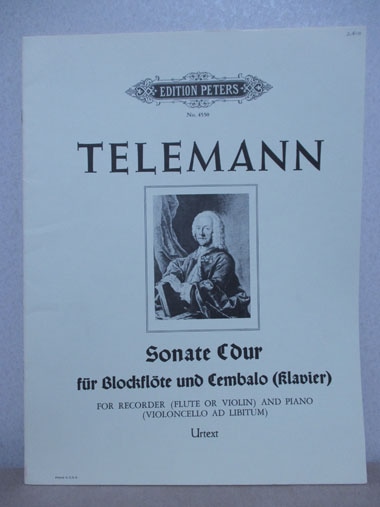 EDITION PETERS
No. 4550
TELEMANN
Sonate Cdur
für Blockflöte und Cembalo (Klavier)
FOR RECORDER (FLUTE OR VIOLIN) AND PIANO
(VIOLONCELLO AD LIBITUM)
Urtext